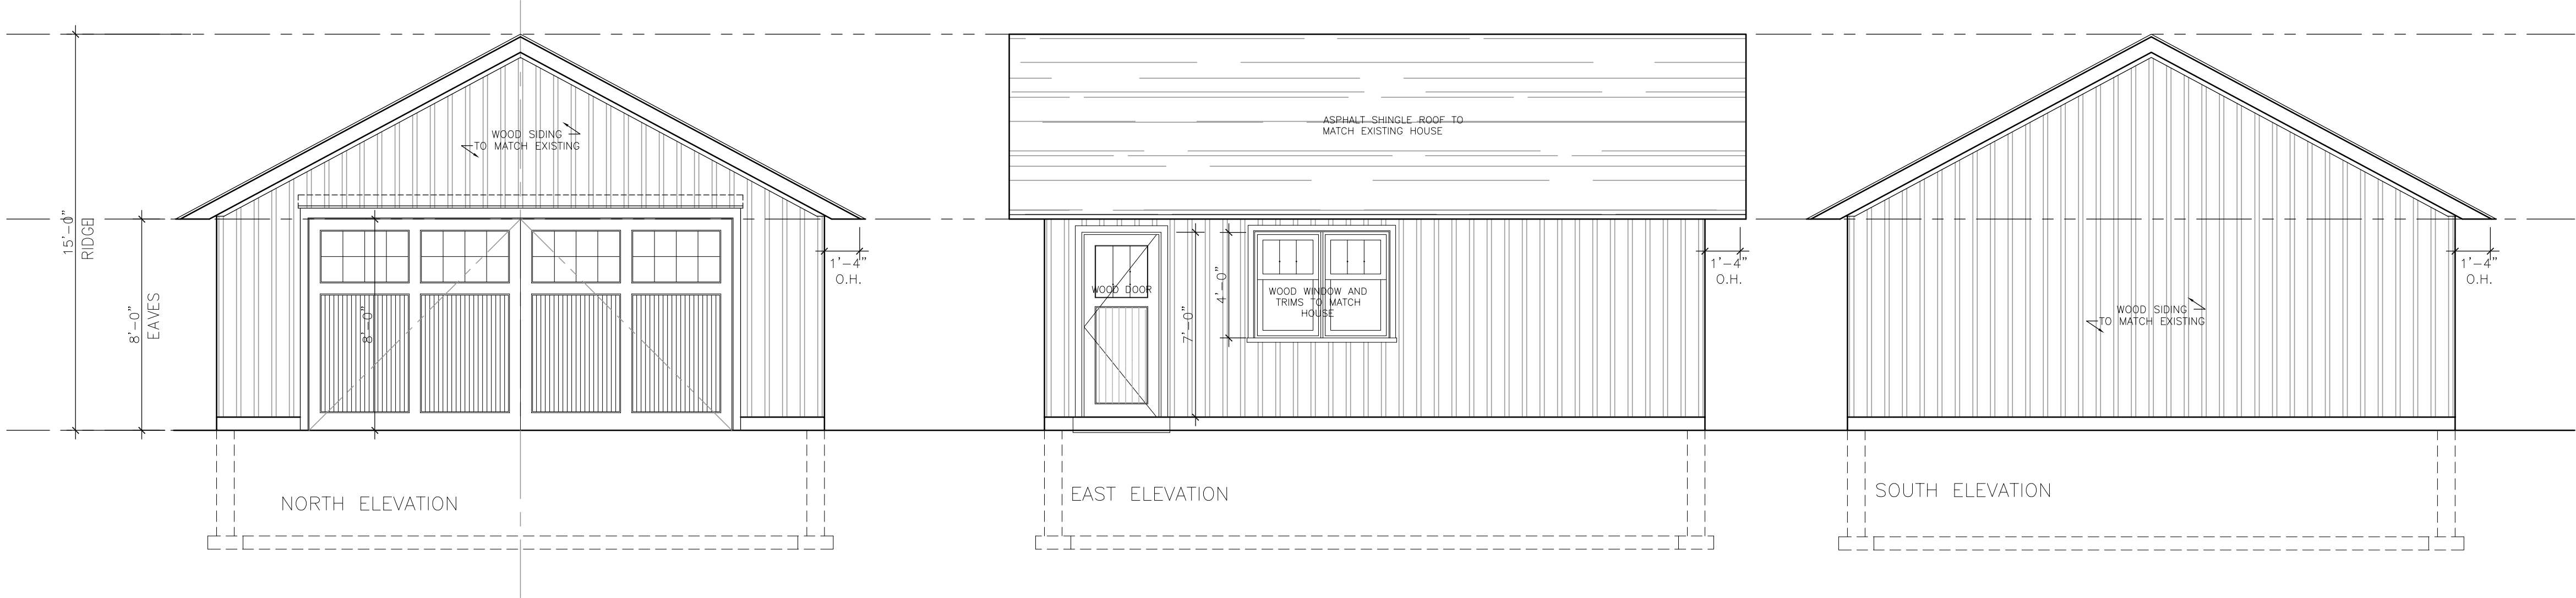 15'-0"
RIDGE
8'-0"
EAVES
WOOD SIDING
TO MATCH EXISTING
8'-0"
1'-4"
O.H.
NORTH ELEVATION
ASPHALT SHINGLE ROOF TO
MATCH EXISTING HOUSE
WOOD DOOR
7'-0"
4'-0"
WOOD WINDOW AND
TRIMS TO MATCH
HOUSE
1'-4"
O.H.
EAST ELEVATION
WOOD SIDING
TO MATCH EXISTING
1'-4"
O.H.
SOUTH ELEVATION